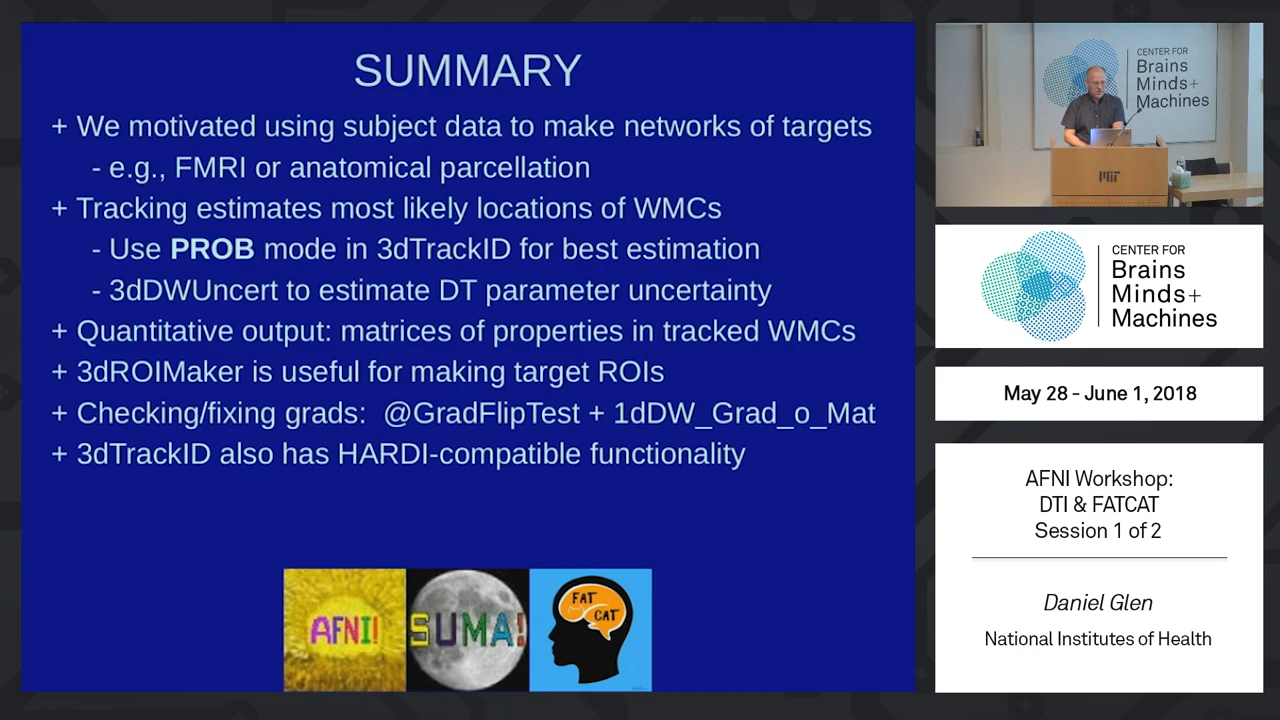 SUMMARY
+ We motivated using subject data to make networks of targets
- e.g., FMRI or anatomical parcellation
+ Tracking estimates most likely locations of WMCs
- Use PROB mode in 3dTrackID for best estimation
- 3dDWUncert to estimate DT parameter uncertainty
+ Quantitative output: matrices of properties in tracked WMCs
+ 3dROIMaker is useful for making target ROIs
+ Checking/fixing grads: @GradFlipTest + 1dDW_Grad_o_Mat
+ 3dTrackID also has HARDI-compatible functionality
AFNI!
SUMA!
FAT
CAT
CENTER FOR
Brains
Minds+
Machines
MIT
CENTER FOR
Brains
Minds+
Machines
May 28 - June 1, 2018
AFNI Workshop:
DTI & FATCAT
Session 1 of 2
Daniel Glen
National Institutes of Health